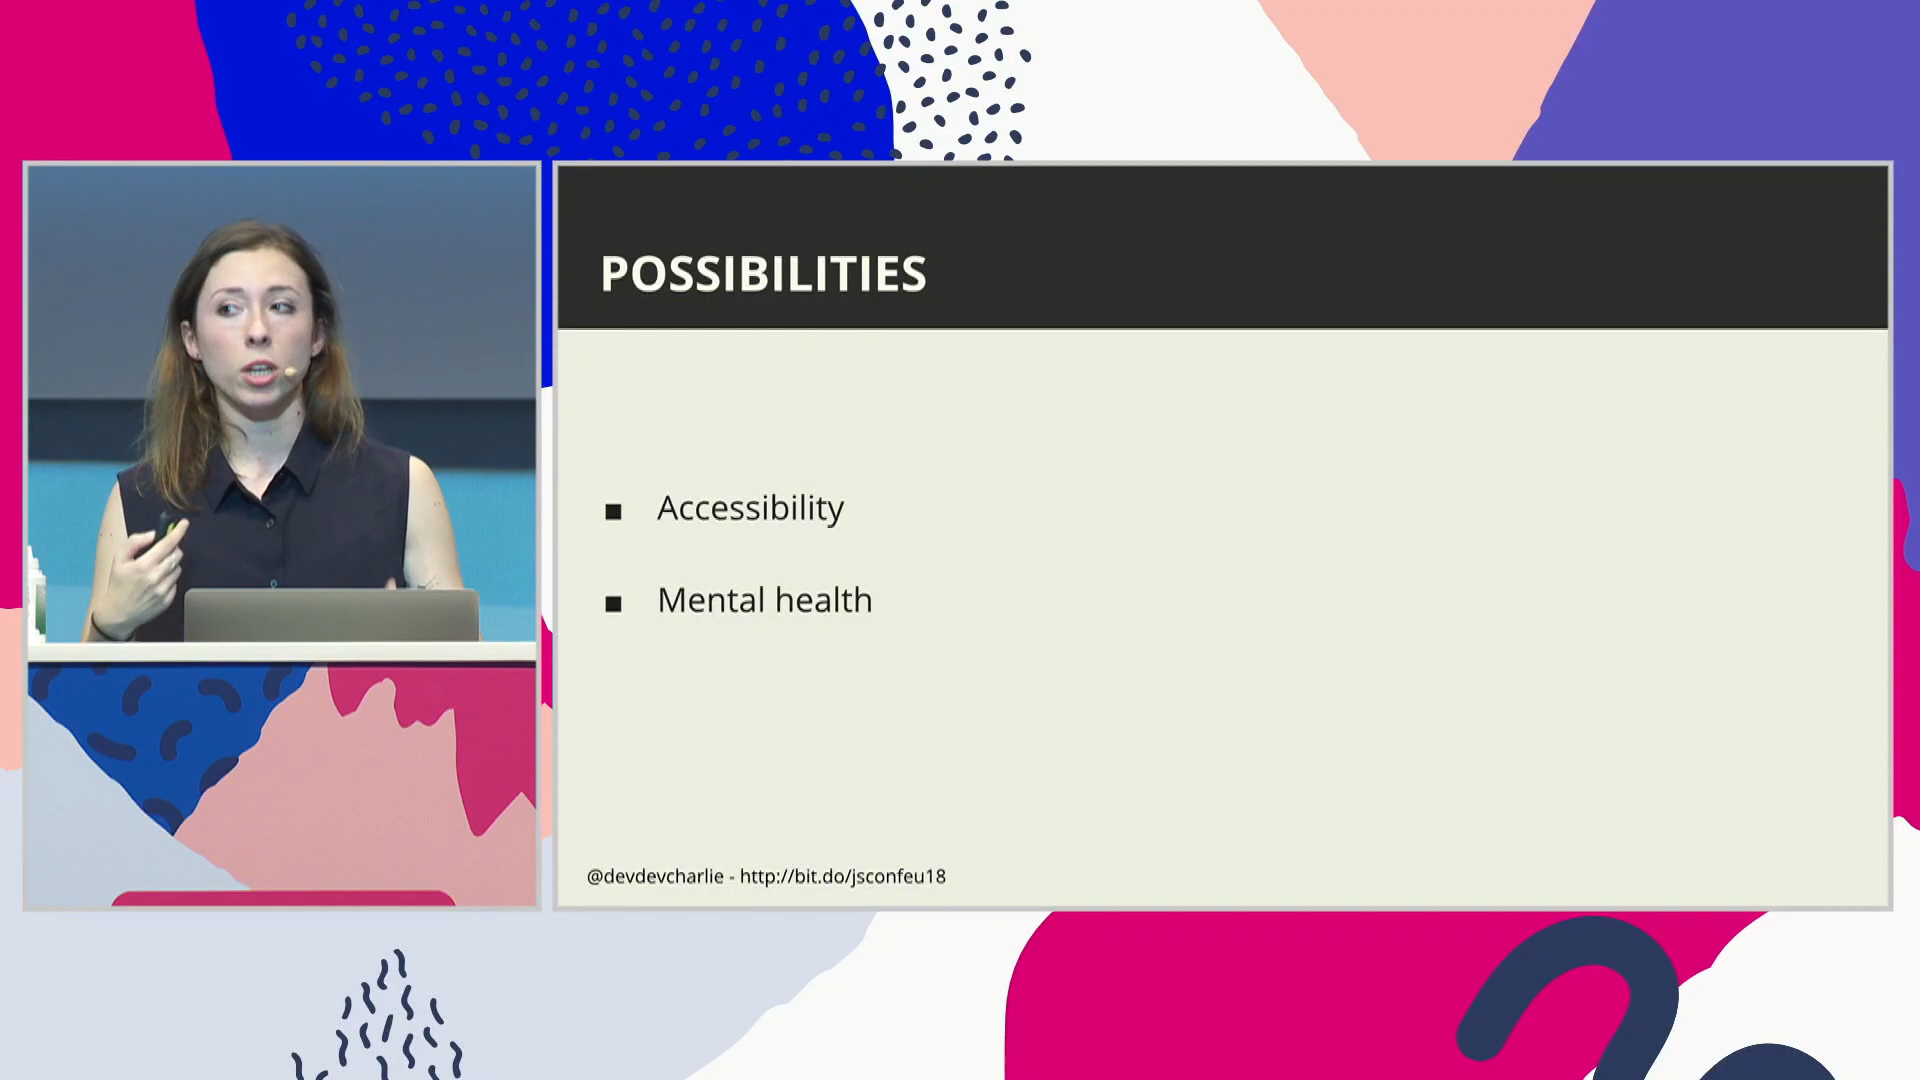 POSSIBILITIES
■ Accessibility
■ Mental health
@devdevcharlie - http://bit.do/jsconfeu18